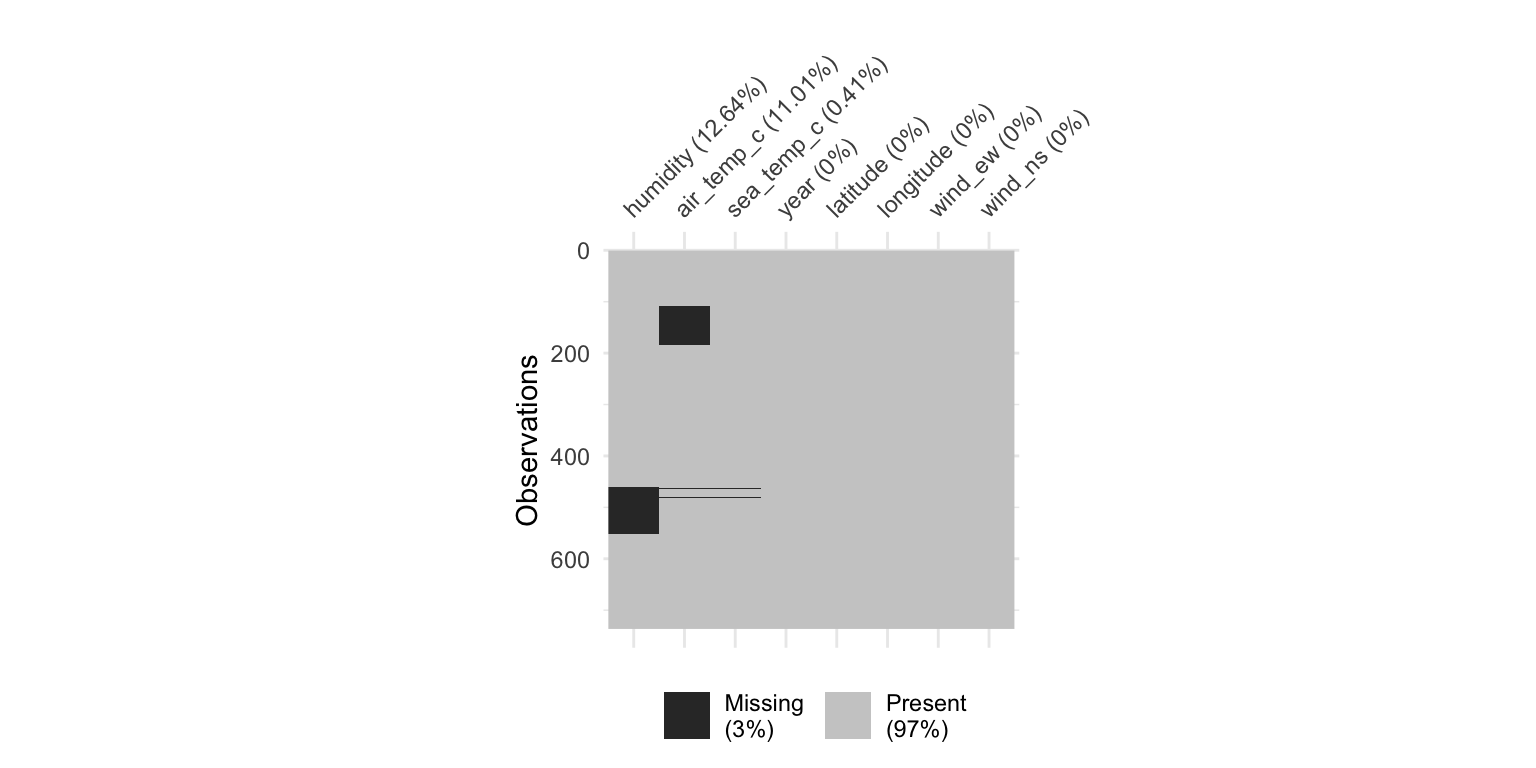 humidity (12.64%)
air_temp_c (11.01%)
sea_temp_c (0.41%)
year (0%)
latitude (0%)
longitude (0%)
wind_ew (0%)
wind_ns (0%)
0
200
400
600
Observations
Missing
(3%)
Present
(97%)